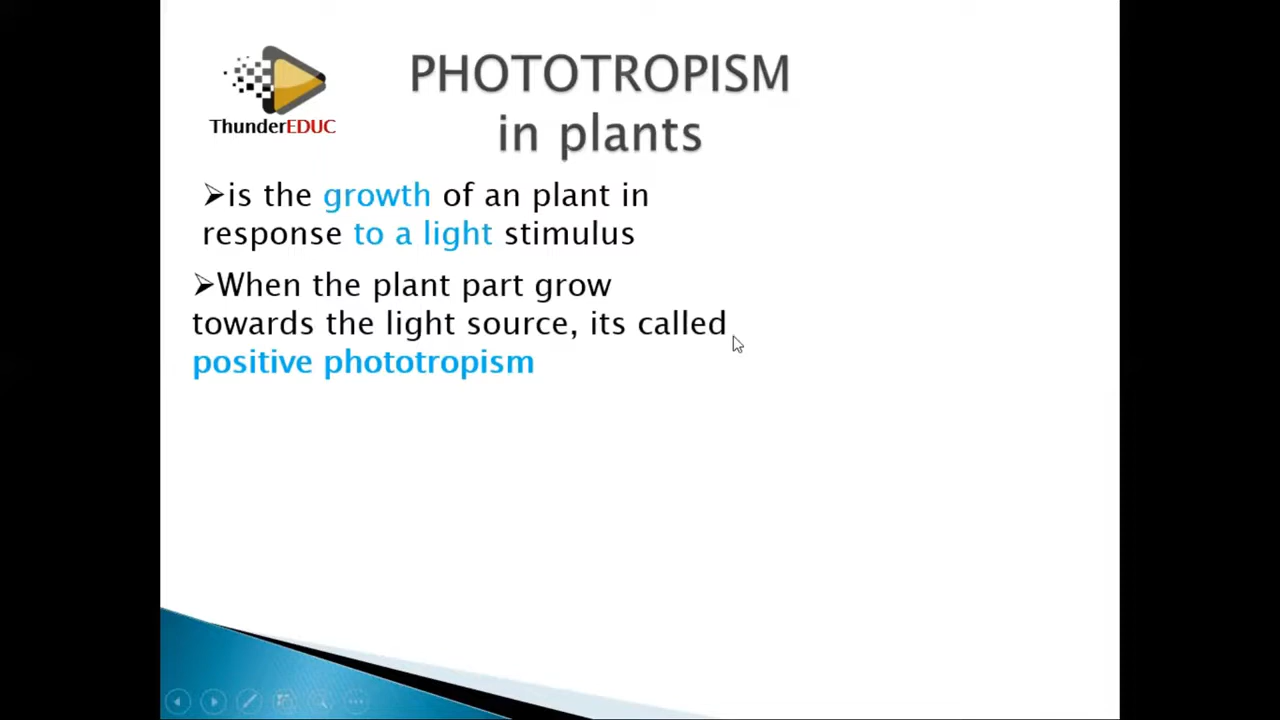 ThunderEDUC
PHOTOTROPISM
in plants
➢is the growth of an plant in
response to a light stimulus
➢When the plant part grow
towards the light source, its called
positive phototropism